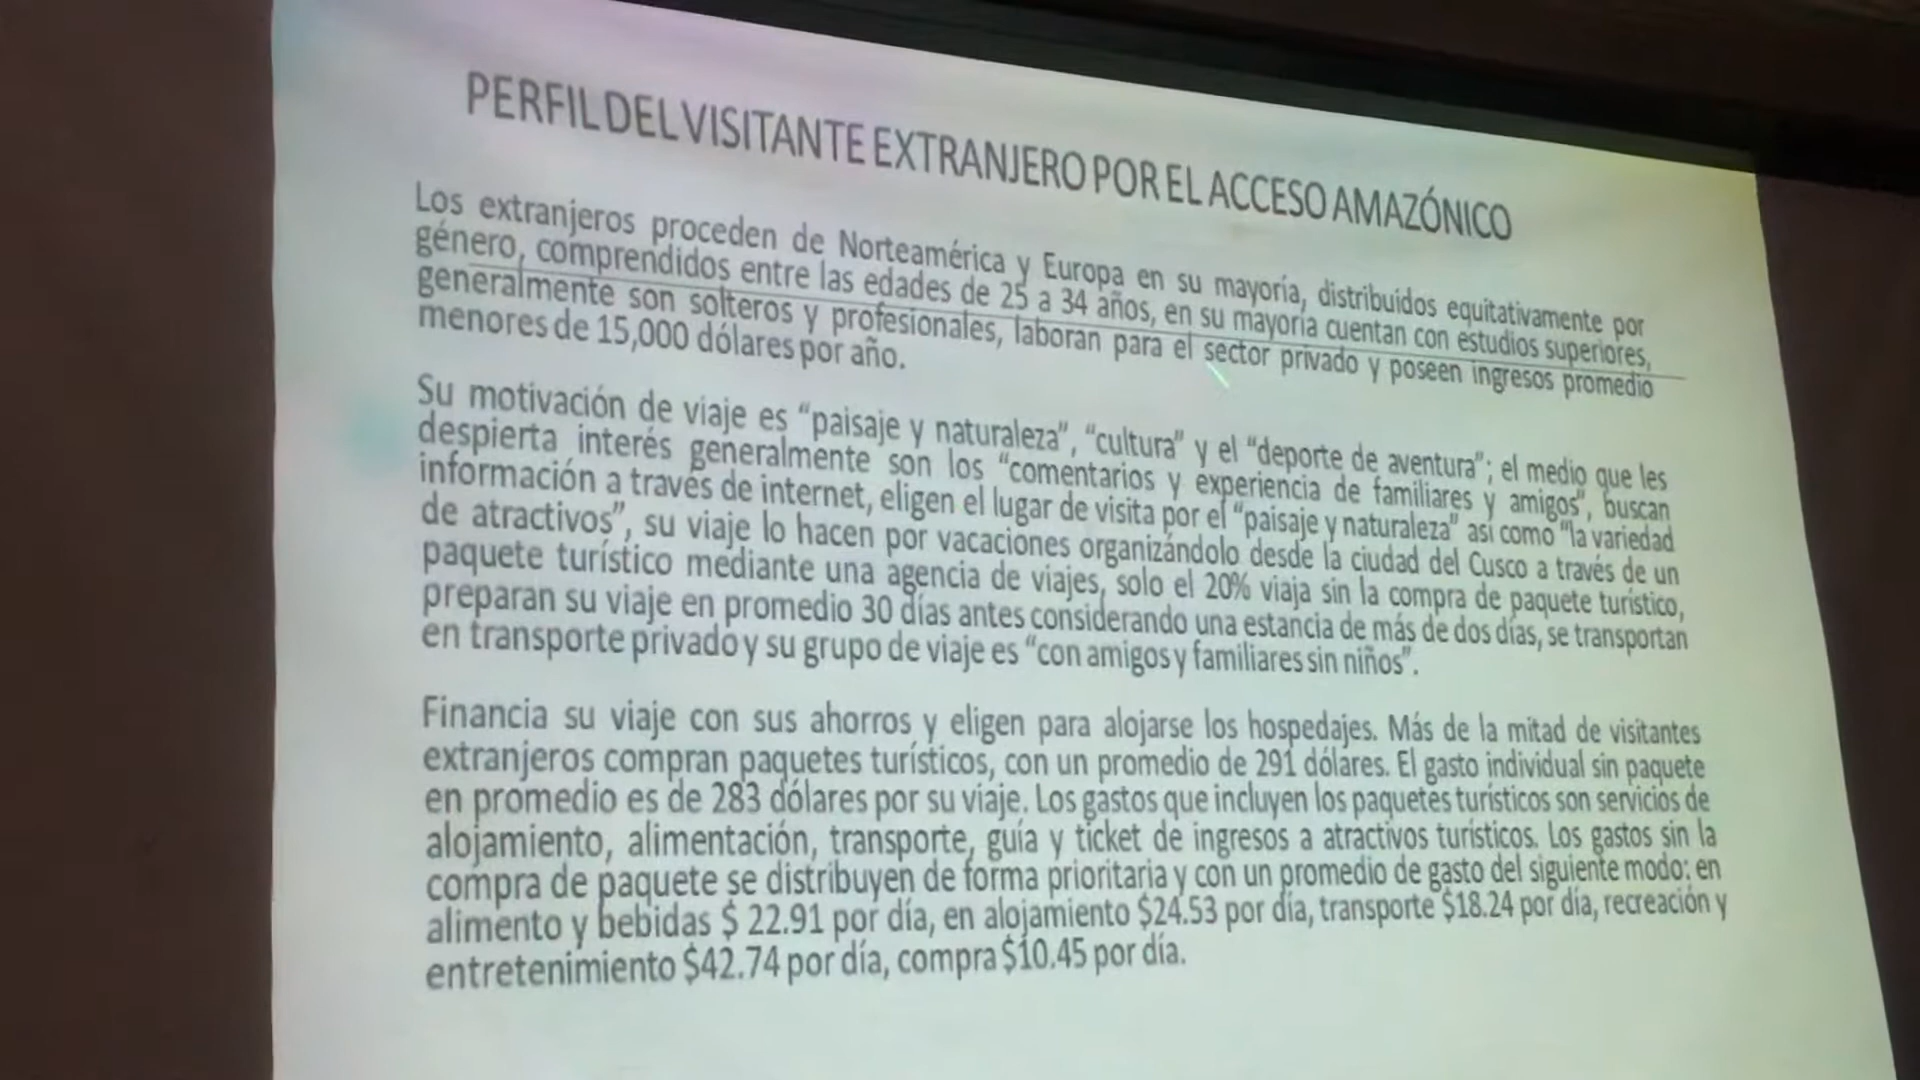 PERFIL DEL VISITANTE EXTRANJERO POR EL ACCESO AMAZÓNICO
Los extranjeros proceden de Norteamérica y Europa en su mayoría, distribuidos equitativamente por
género, comprendidos entre las edades de 25 a 34 años, en su mayoría cuentan con estudios superiores,
generalmente son solteros y profesionales, laboran para el sector privado y poseen ingresos promedio
menores de 15,000 dólares por año.
Su motivación de viaje es “paisaje y naturaleza”, “cultura” y el “deporte de aventura”; el medio que les
despierta interés generalmente son los “comentarios y experiencia de familiares y amigos”, buscan
información a través de internet, eligen el lugar de visita por el “paisaje y naturaleza” así como “la variedad
de atractivos”, su viaje lo hacen por vacaciones organizándolo desde la ciudad del Cusco a través de un
paquete turístico mediante una agencia de viajes, solo el 20% viaja sin la compra de paquete turístico,
preparan su viaje en promedio 30 días antes considerando una estancia de más de dos días, se transportan
en transporte privado y su grupo de viaje es “con amigos y familiares sin niños”.
Financia su viaje con sus ahorros y eligen para alojarse los hospedajes. Más de la mitad de visitantes
extranjeros compran paquetes turísticos, con un promedio de 291 dólares. El gasto individual sin paquete
en promedio es de 283 dólares por su viaje. Los gastos que incluyen los paquetes turísticos son servicios de
alojamiento, alimentación, transporte, guía y ticket de ingresos a atractivos turísticos. Los gastos sin la
compra de paquete se distribuyen de forma prioritaria y con un promedio de gasto del siguiente modo: en
alimento y bebidas $ 22.91 por día, en alojamiento $24.53 por día, transporte $18.24 por día, recreación y
entretenimiento $42.74 por día, compra $10.45 por día.